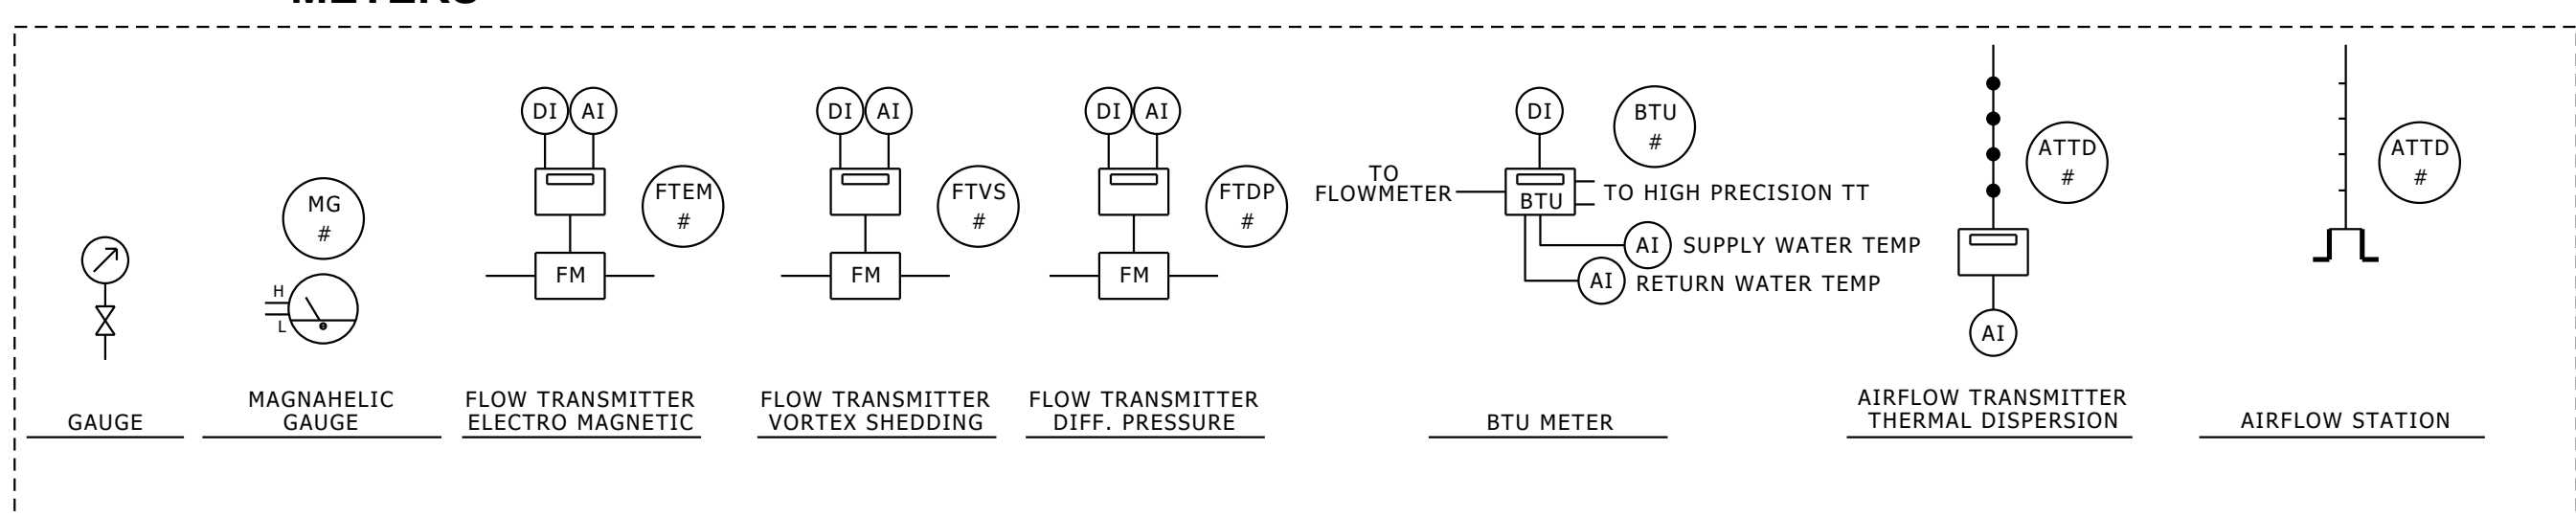 METERS
GAUGE
MG
#
H
L
MAGNAHELIC
GAUGE
DI AI
FTEM
#
FM
FLOW TRANSMITTER
ELECTRO MAGNETIC
DI AI
FTVS
#
FM
FLOW TRANSMITTER
VORTEX SHEDDING
DI AI
FTDP
#
FM
FLOW TRANSMITTER
DIFF. PRESSURE
DI
BTU
#
TO
FLOWMETER
BTU
TO HIGH PRECISION TT
AI SUPPLY WATER TEMP
AI RETURN WATER TEMP
BTU METER
ATTD
#
AI
AIRFLOW TRANSMITTER
THERMAL DISPERSION
ATTD
#
AIRFLOW STATION